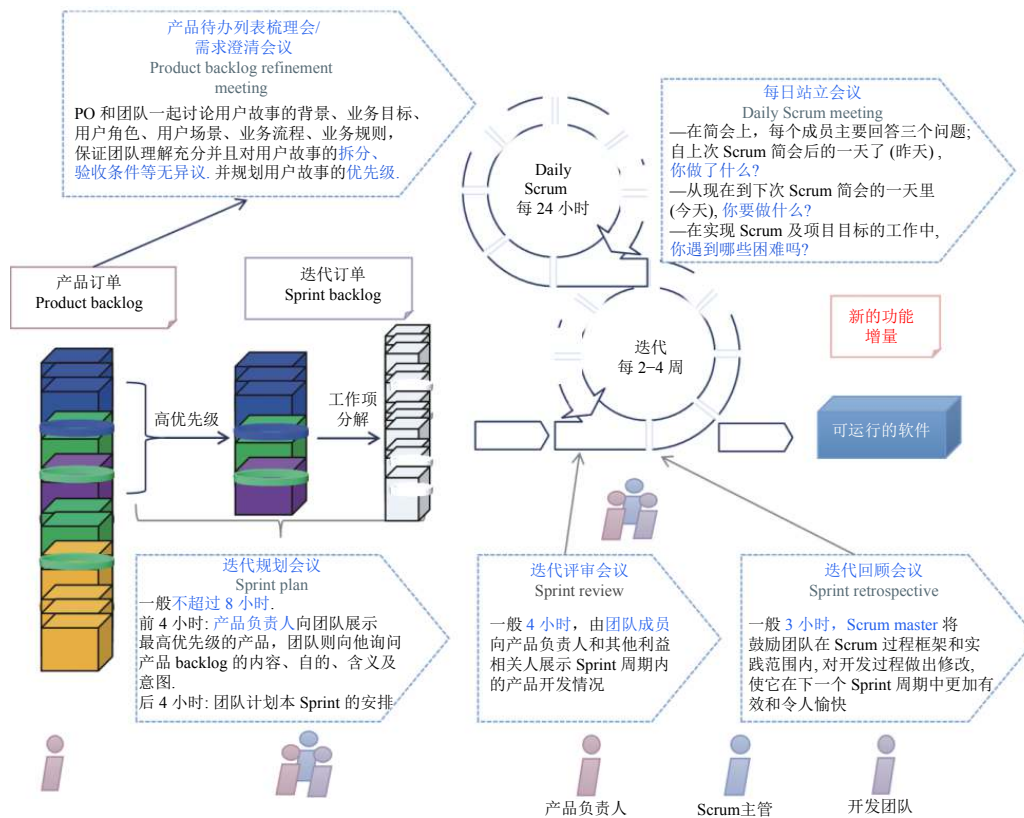 产品待办列表梳理会/
需求澄清会议
Product backlog refinement
meeting
PO 和团队一起讨论用户故事的背景、业务目标、
用户角色、用户场景、业务流程、业务规则,
保证团队理解充分并且对用户故事的拆分、
验收条件等无异议. 并规划用户故事的优先级.
Daily
Scrum
每 24 小时
每日站立会议
Daily Scrum meeting
—在简会上，每个成员主要回答三个问题;
自上次 Scrum 简会后的一天了 (昨天) ,
你做了什么?
—从现在到下次 Scrum 简会的一天里
(今天), 你要做什么?
—在实现 Scrum 及项目目标的工作中,
你遇到哪些困难吗?
产品订单
Product backlog
迭代订单
Sprint backlog
高优先级
工作项
分解
迭代
每 2−4 周
新的功能
增量
可运行的软件
迭代规划会议
Sprint plan
一般不超过 8 小时.
前 4 小时: 产品负责人向团队展示
最高优先级的产品，团队则向他询问
产品 backlog 的内容、自的、含义及
意图.
后 4 小时: 团队计划本 Sprint 的安排
迭代评审会议
Sprint review
一般 4 小时，由团队成员
向产品负责人和其他利益
相关人展示 Sprint 周期内
的产品开发情况
迭代回顾会议
Sprint retrospective
一般 3 小时，Scrum master 将
鼓励团队在 Scrum 过程框架和实
践范围内, 对开发过程做出修改,
使它在下一个 Sprint 周期中更加有
效和令人愉快
产品负责人
Scrum主管
开发团队